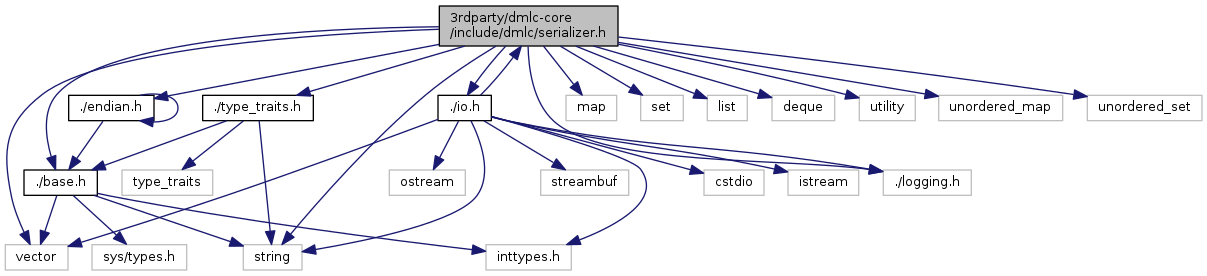 3rdparty/dmlc-core
/include/dmlc/serializer.h
./endian.h
./type_traits.h
./io.h
map
set
list
deque
utility
unordered_map
unordered_set
./base.h
type_traits
ostream
streambuf
cstdio
istream
./logging.h
vector
sys/types.h
string
inttypes.h